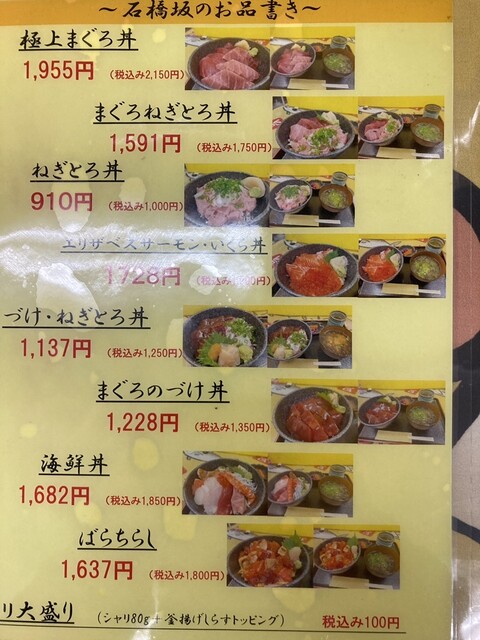 ～石橋坂のお品書き～
極上まぐろ丼
1,955円 (税込み2,150円)
まぐろねぎとろ丼
1,591円 (税込み1,750円)
ねぎとろ丼
910円 (税込み1,000円)
エリザベスサーモン・いくら丼
1728円
づけ・ねぎとろ丼
1,137円 (税込み1,250円)
まぐろのづけ丼
1,228円 (税込み1,350円)
海鮮丼
1,682円 (税込み1,850円)
ばらちらし
1,637円 (税込み1,800円)
リ大盛り (シャリ80g＋釜揚げしらすトッピング) 税込み100円